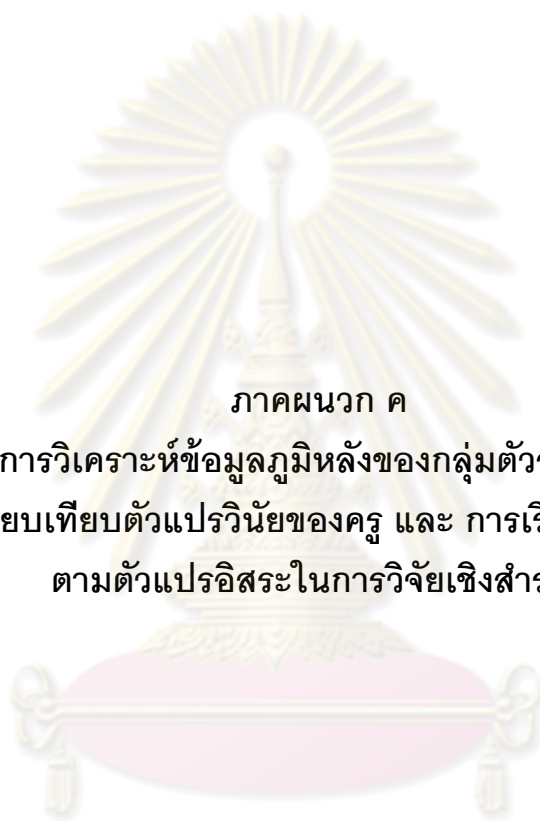 ภาคผนวก ค
การวิเคราะห์ข้อมูลภูมิหลังของกลุ่มตัว
ยบเทียบตัวแปรวินัยของครู และ การเรี
ตามตัวแปรอิสระในการวิจัยเชิงสำร